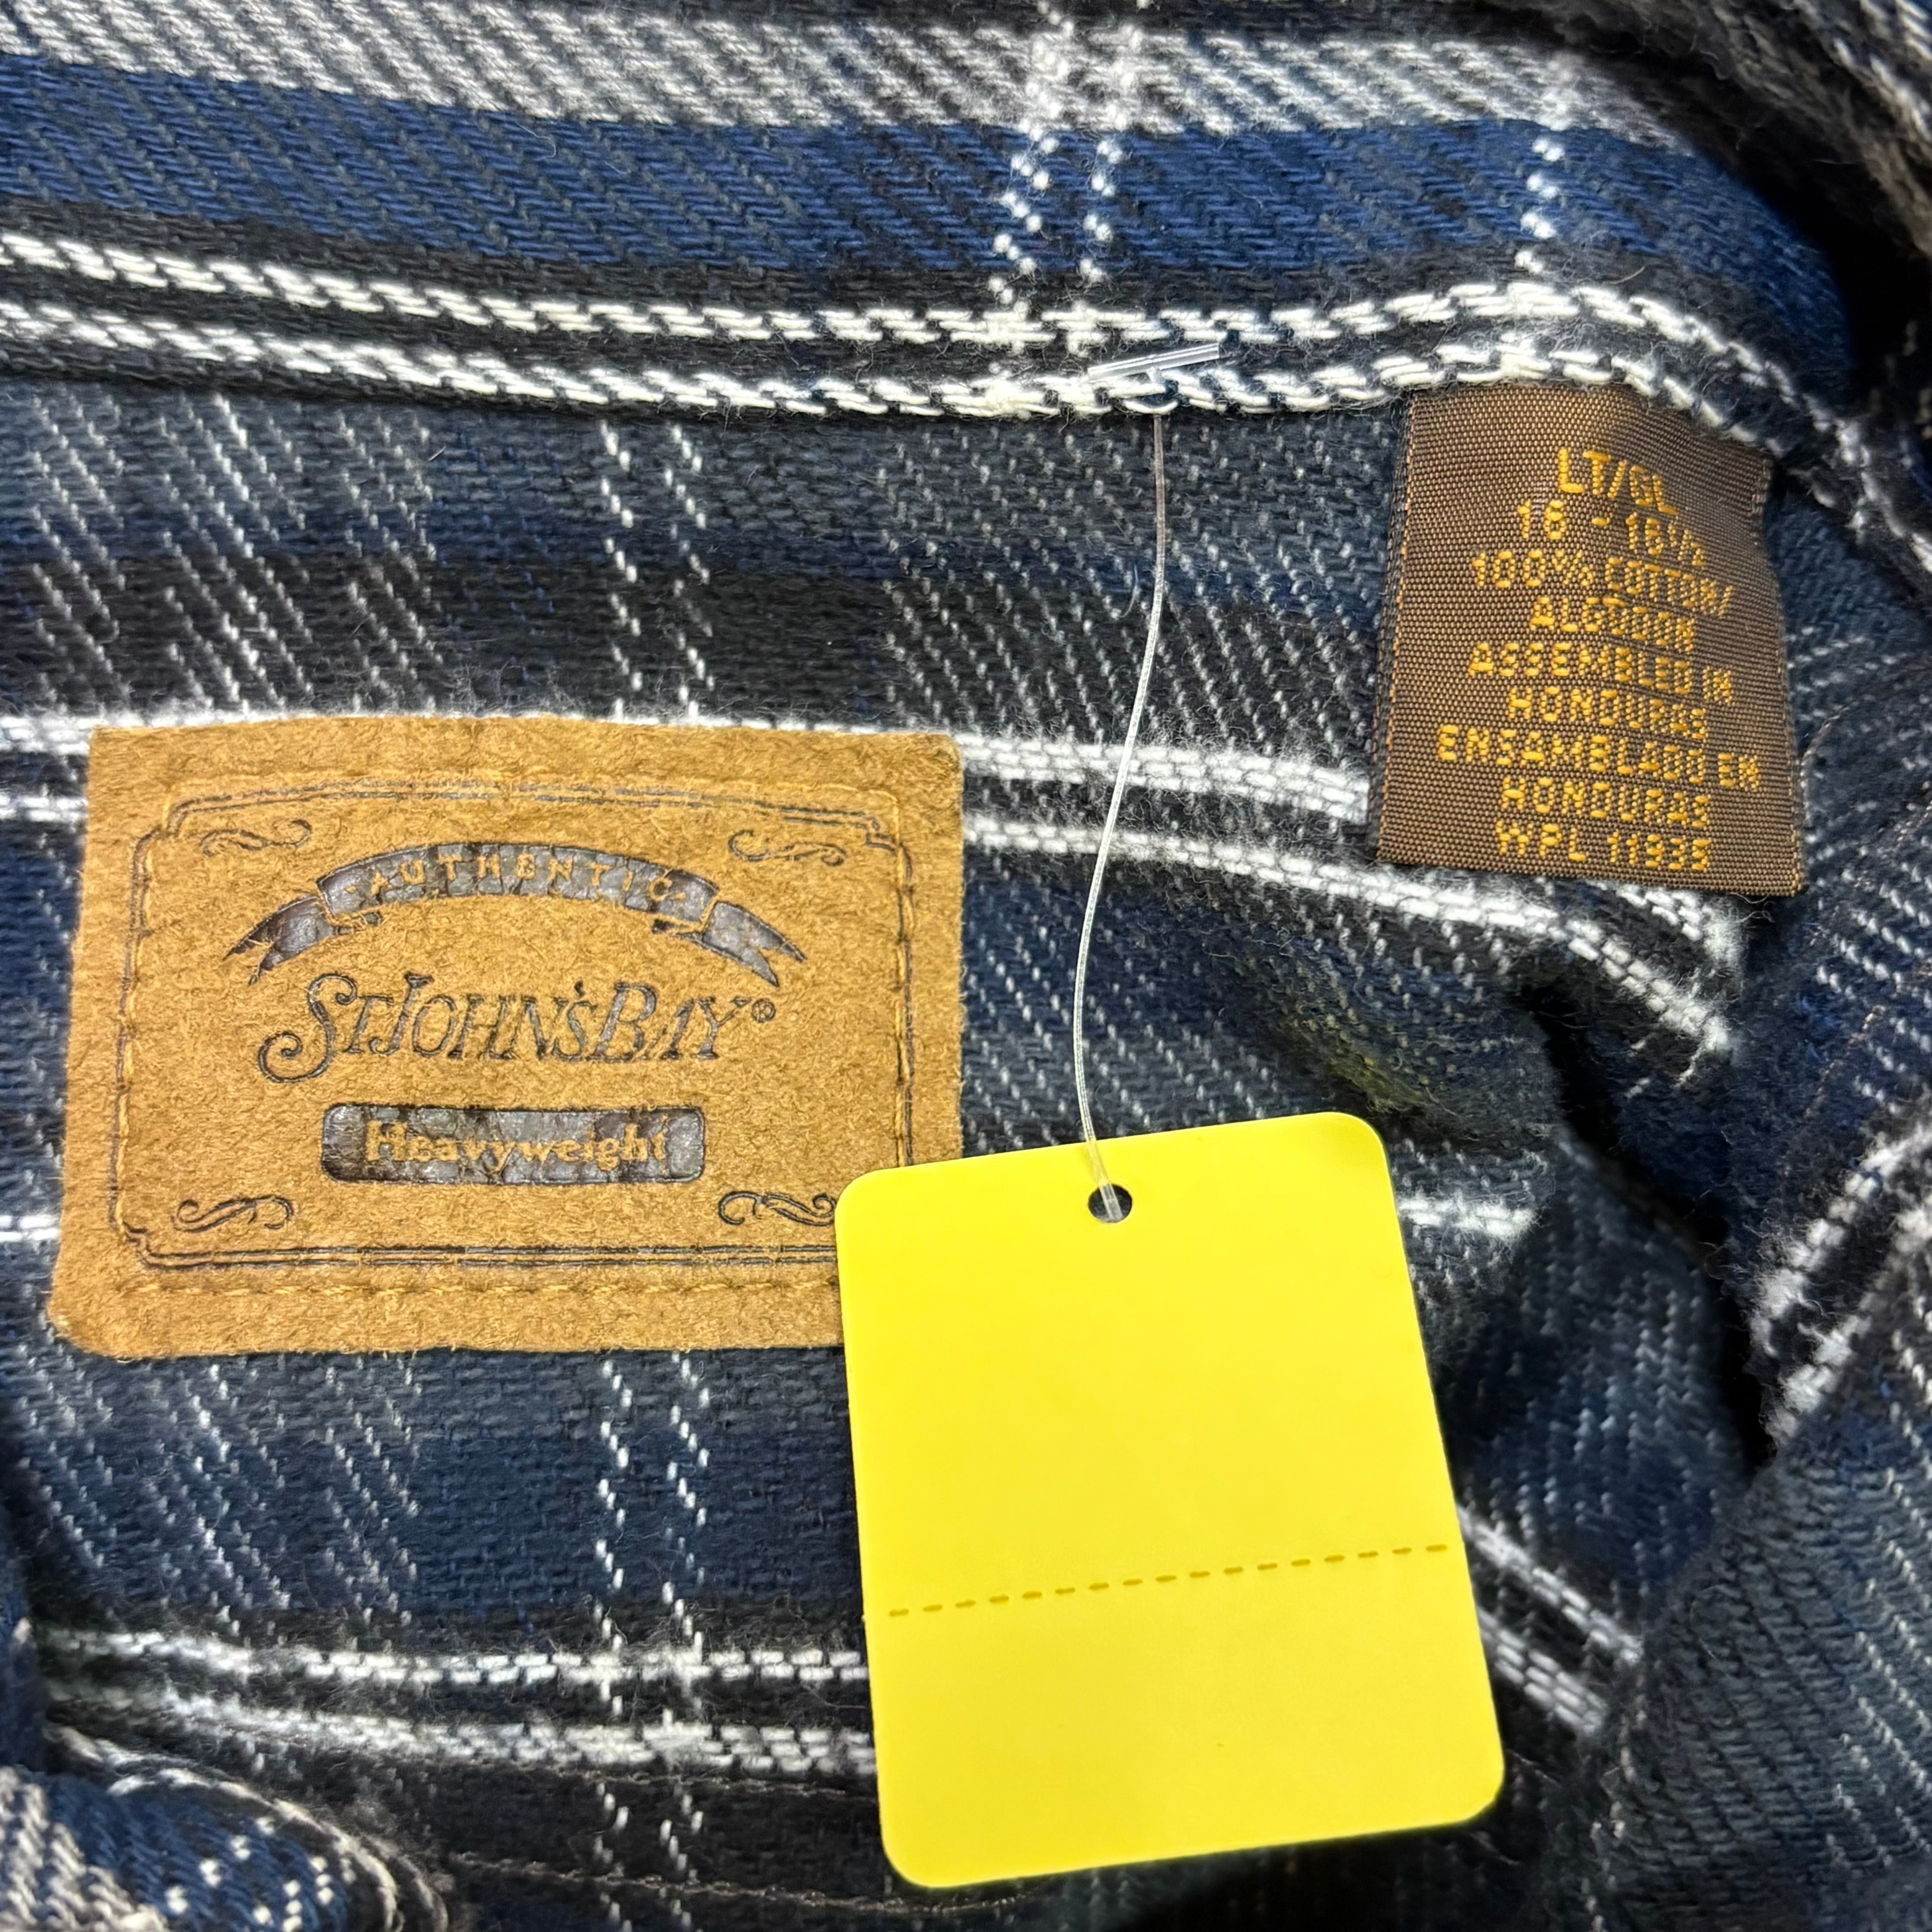 AUTHENTIC
ST. JOHN'S BAY®
Heavyweight
LT/GL
16 - 16½
100% COTTON/
ALGODON
ASSEMBLED IN
HONDURAS
ENSAMBLADO EN
HONDURAS
WPL 11935